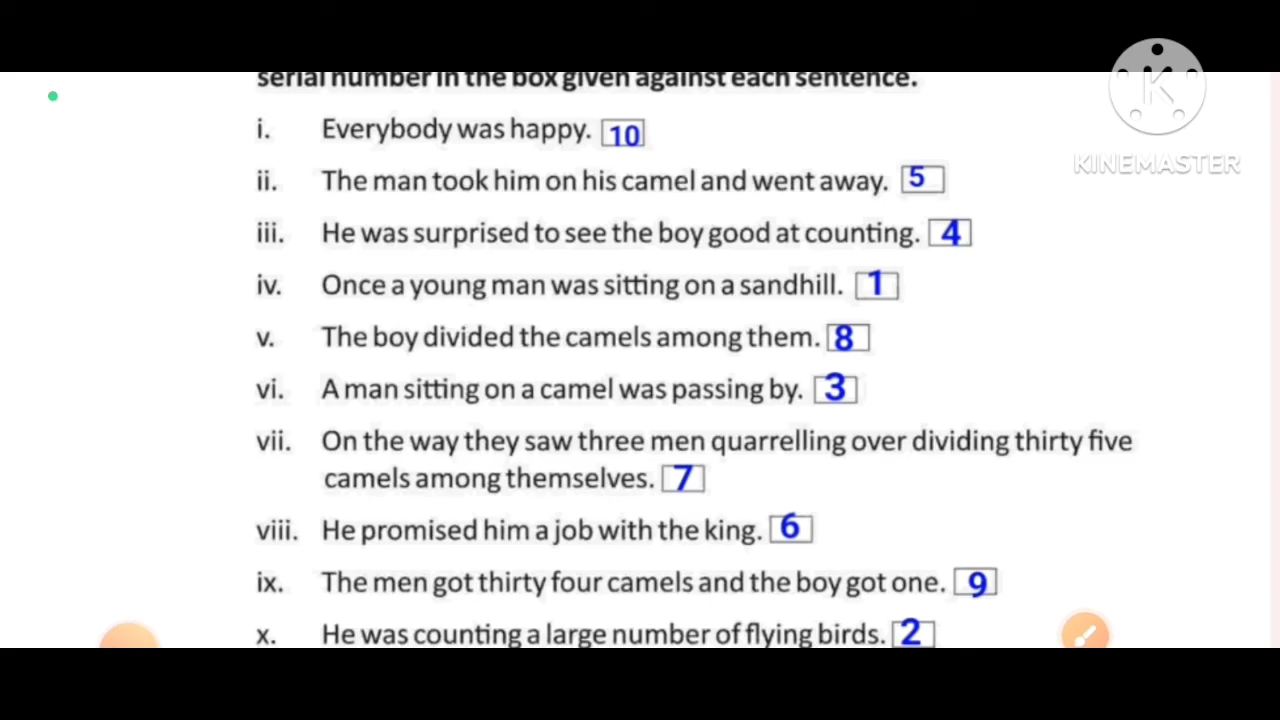 serial number in the box given against each sentence.
i. Everybody was happy. 10
ii. The man took him on his camel and went away. 5
iii. He was surprised to see the boy good at counting. 4
iv. Once a young man was sitting on a sandhill. 1
v. The boy divided the camels among them. 8
vi. A man sitting on a camel was passing by. 3
vii. On the way they saw three men quarrelling over dividing thirty five
camels among themselves. 7
viii. He promised him a job with the king. 6
ix. The men got thirty four camels and the boy got one. 9
x. He was counting a large number of flying birds. 2
K
KINEMASTER